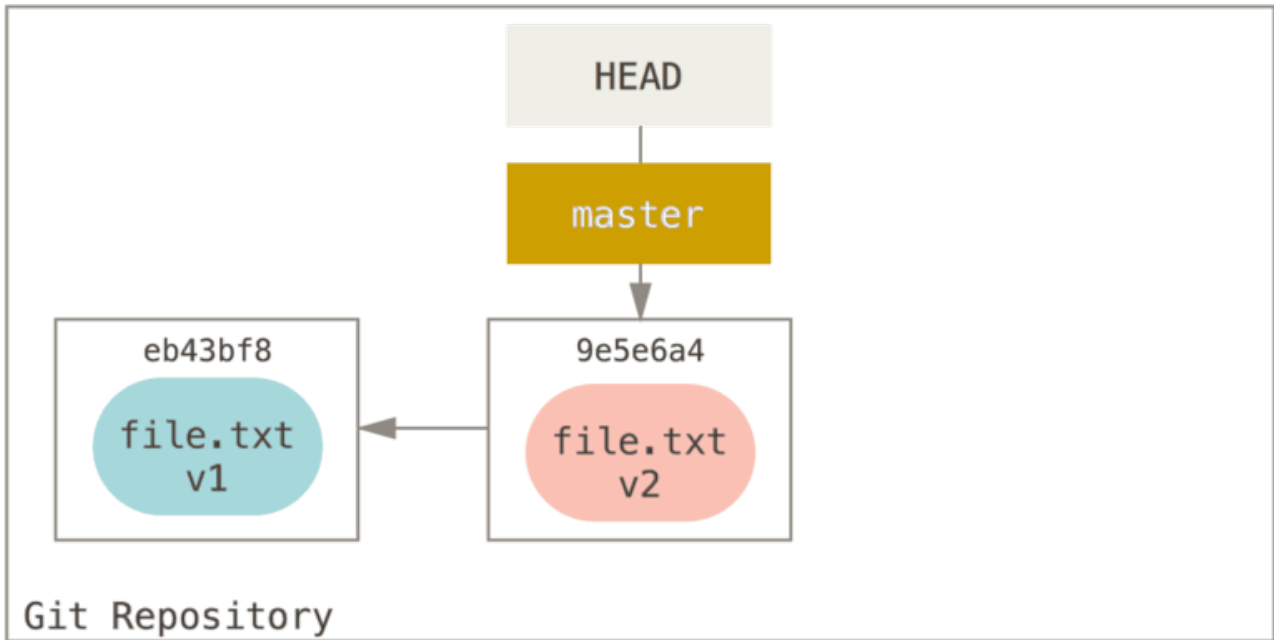 HEAD
master
eb43bf8
file.txt
v1
9e5e6a4
file.txt
v2
Git Repository